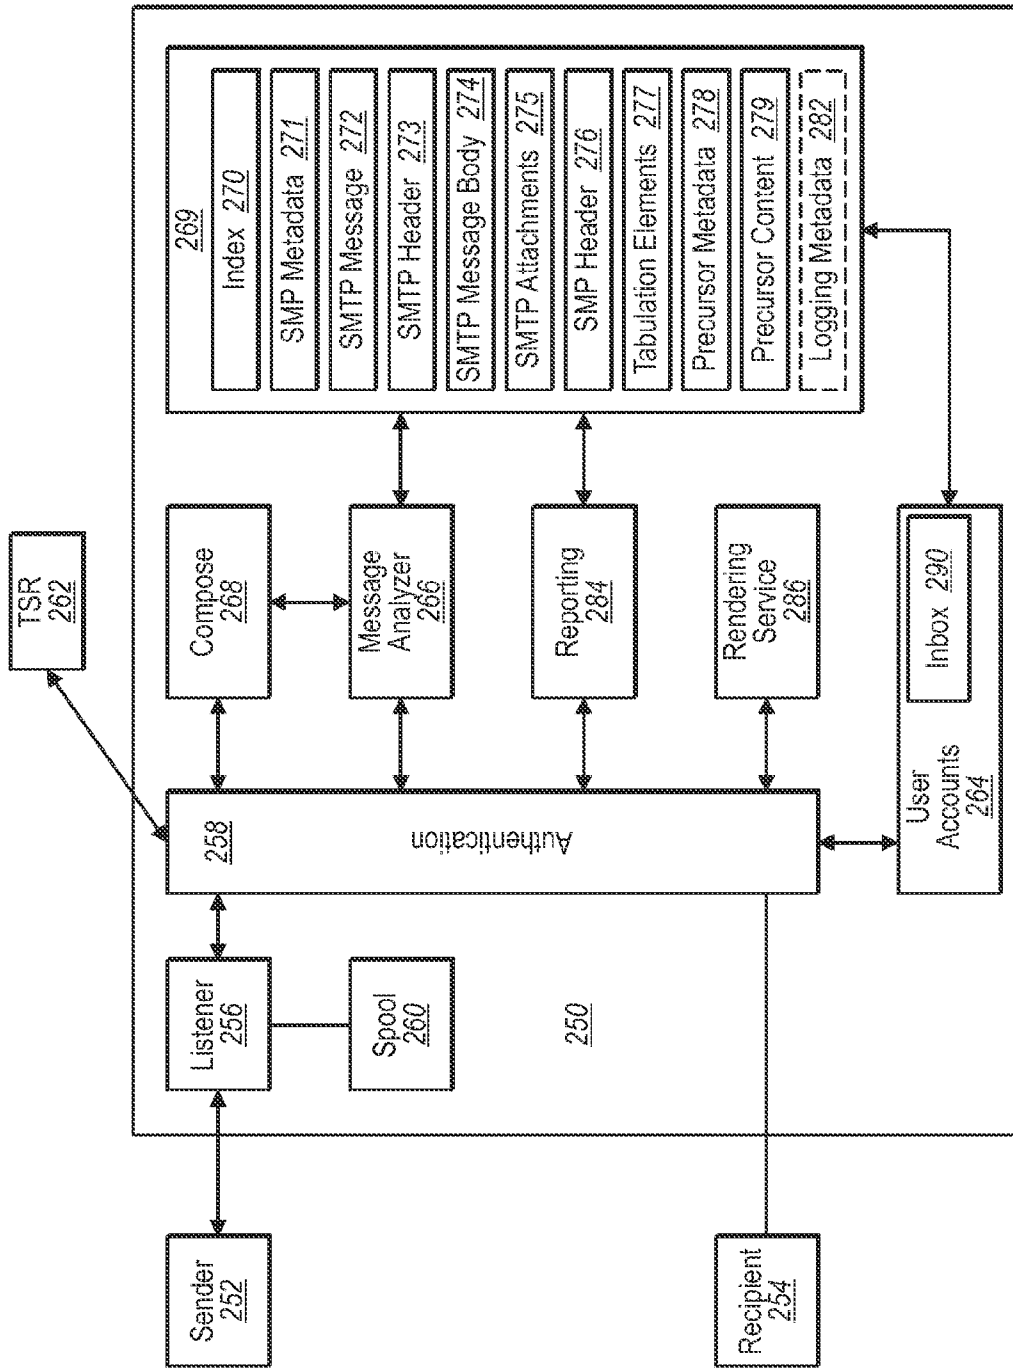 Sender
252
Recipient
254
Listener
256
Spool
260
250
258
Authentication
TSR
262
Compose
268
Message
Analyzer
266
Reporting
284
Rendering
Service
286
User
Accounts
264
Inbox 290
269
Index 270
SMP Metadata 271
SMTP Message 272
SMTP Header 273
SMTP Message Body 274
SMTP Attachments 275
SMP Header 276
Tabulation Elements 277
Precursor Metadata 278
Precursor Content 279
Logging Metadata 282